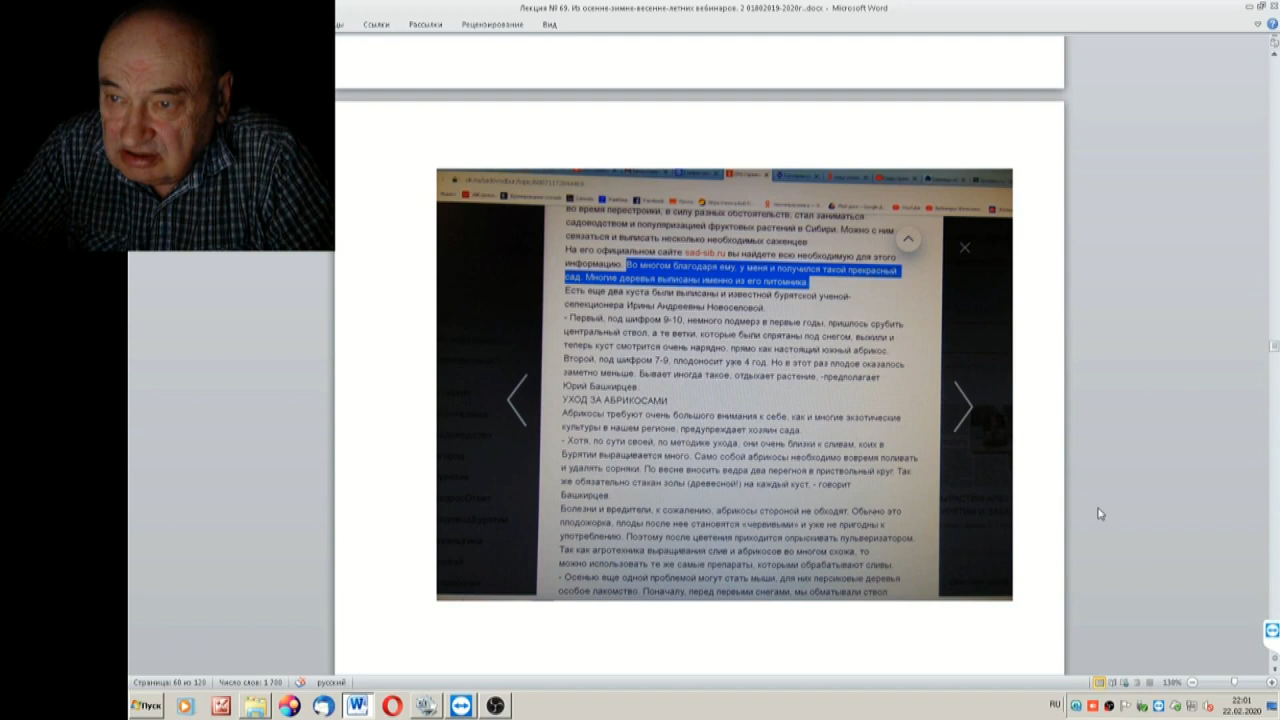 Лекция № 69. Из осенне-зимне-весенне-летних вебинаров. 2 01002019-2020г..docx - Microsoft Word
Ссылки Рассылки Рецензирование Вид
во время перестройки, в силу разных обстоятельств, стал заниматься
садоводством и популяризацией фруктовых растений в Сибири. Можно с ним
связаться и выписать несколько необходимых саженцев
На его официальном сайте sad-sib.ru вы найдете всю необходимую для этого
информацию. Во многом благодаря ему, у меня и получился такой прекрасный
сад. Многие деревья выписаны именно из его питомника.
Есть еще два куста были выписаны и известной бурятской ученой-
селекционера Ирины Андреевны Новоселовой.
- Первый, под шифром 9-10, немного подмерз в первые годы, пришлось срубить
центральный ствол, а те ветки, которые были спрятаны под снегом, выжили и
теперь куст смотрится очень нарядно, прямо как настоящий южный абрикос.
Второй, под шифром 7-9, плодоносит уже 4 год. Но в этот раз плодов оказалось
заметно меньше. Бывает иногда такое, отдыхает растение, -предполагает
Юрий Башкирцев.
УХОД ЗА АБРИКОСАМИ
Абрикосы требуют очень большого внимания к себе, как и многие экзотические
культуры в нашем регионе, предупреждает хозяин сада.
- Хотя, по сути своей, по методике ухода, они очень близки к сливам, коих в
Бурятии выращивается много. Само собой абрикосы необходимо вовремя поливать
и удалять сорняки. По весне вносить ведра два перегноя в приствольный круг. Так
же обязательно стакан золы (древесной!) на каждый куст, - говорит
Башкирцев.
Болезни и вредители, к сожалению, абрикосы стороной не обходят. Обычно это
плодожорка, плоды после нее становятся «червивыми» и уже не пригодны к
употреблению. Поэтому после цветения приходится опрыскивать пульверизатором.
Так как агротехника выращивания слив и абрикосов во многом схожа, то
можно использовать те же самые препараты, которыми обрабатывают сливы.
- Осенью еще одной проблемой могут стать мыши, для них персиковые деревья
особое лакомство. Поначалу, перед первыми снегами, мы обматывали ствол
Страница: 60 из 120 Число слов: 1 700 русский 130%
Пуск RU 22:01
22.02.2020